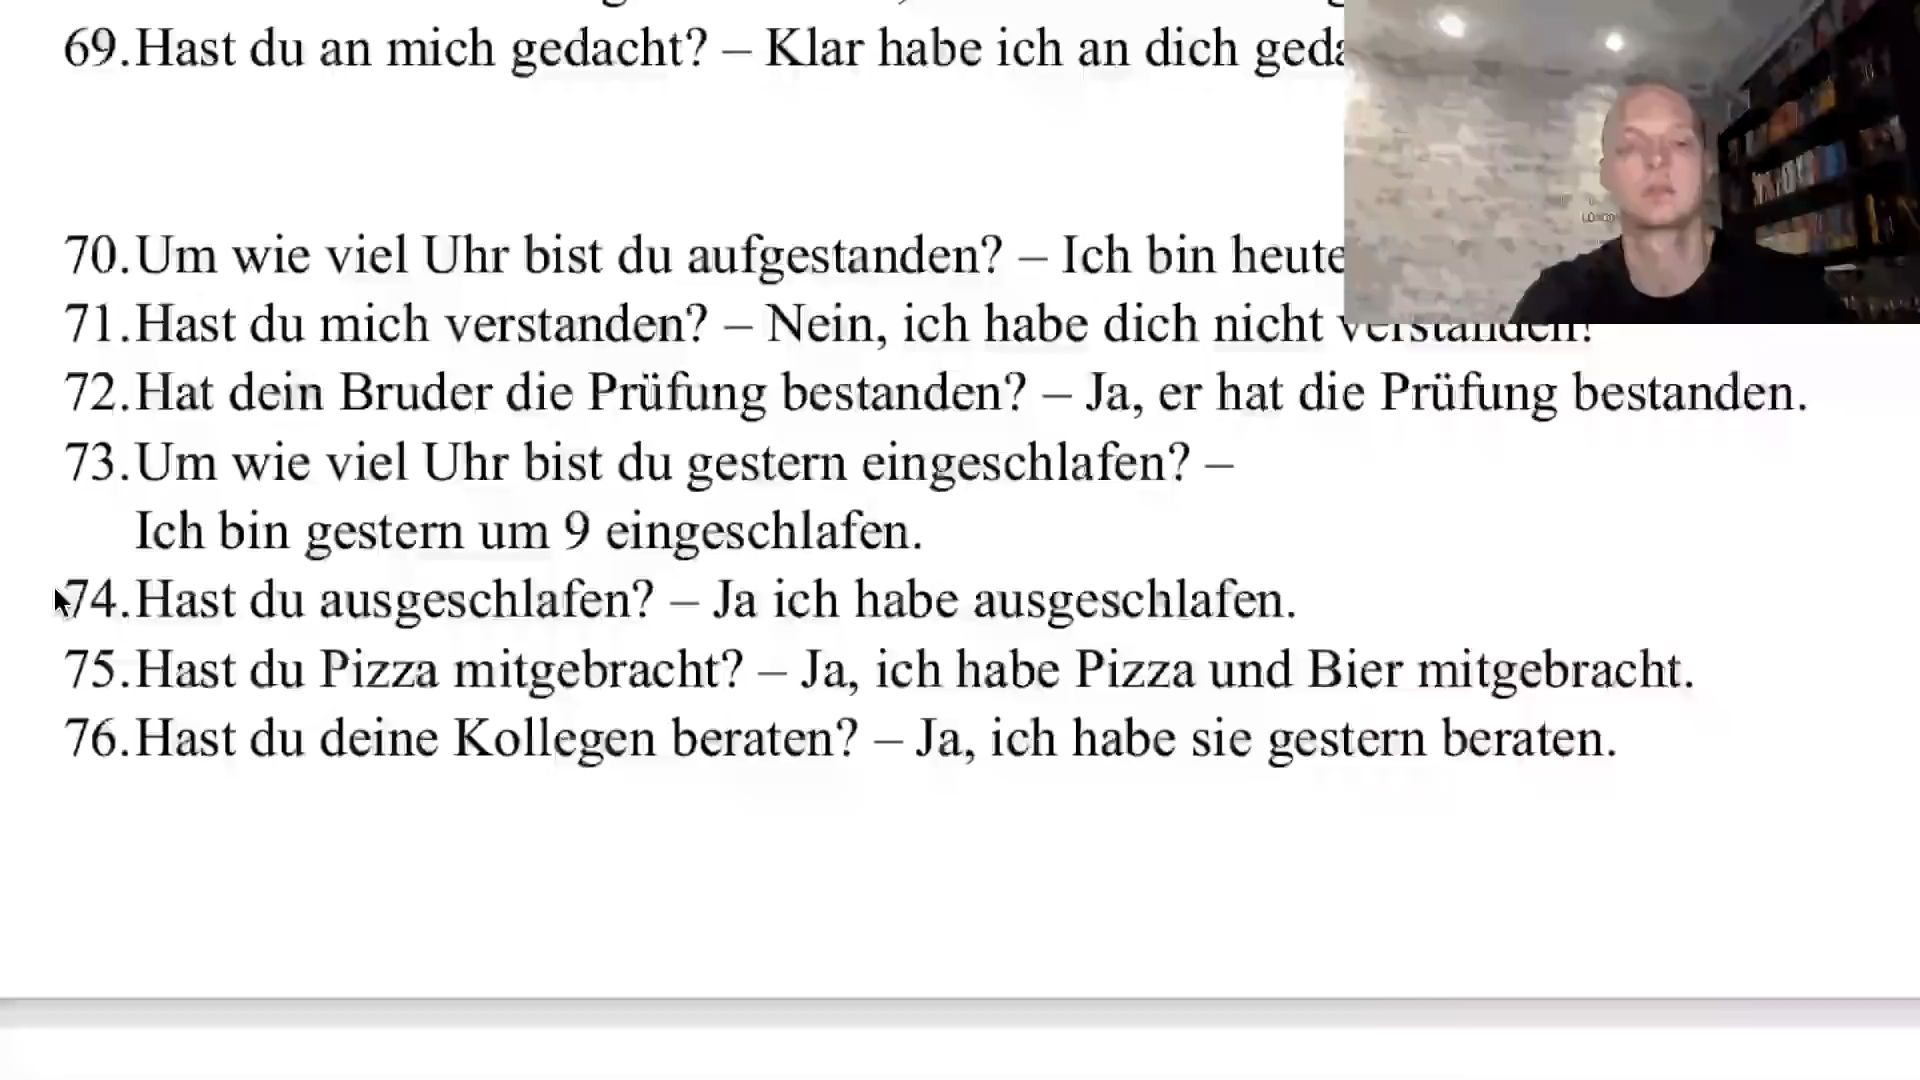 69.Hast du an mich gedacht? – Klar habe ich an dich
70.Um wie viel Uhr bist du aufgestanden? – Ich bin heute
71.Hast du mich verstanden? – Nein, ich habe dich nicht verstanden!
72.Hat dein Bruder die Prüfung bestanden? – Ja, er hat die Prüfung bestanden.
73.Um wie viel Uhr bist du gestern eingeschlafen? –
Ich bin gestern um 9 eingeschlafen.
74.Hast du ausgeschlafen? – Ja ich habe ausgeschlafen.
75.Hast du Pizza mitgebracht? – Ja, ich habe Pizza und Bier mitgebracht.
76.Hast du deine Kollegen beraten? – Ja, ich habe sie gestern beraten.